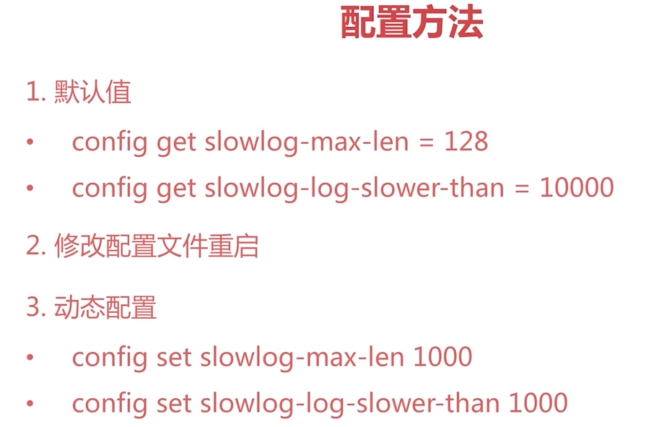 配置方法
1. 默认值
• config get slowlog-max-len = 128
• config get slowlog-log-slower-than = 10000
2. 修改配置文件重启
3. 动态配置
• config set slowlog-max-len 1000
• config set slowlog-log-slower-than 1000